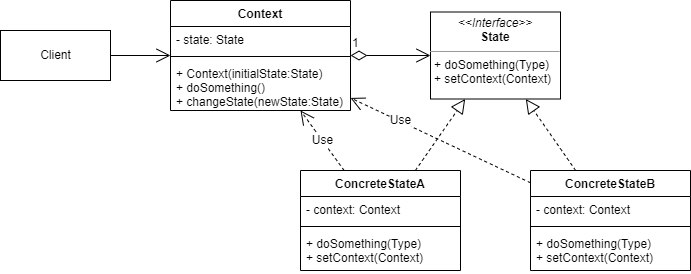 Client
Context
- state: State
+ Context(initialState:State)
+ doSomething()
+ changeState(newState:State)
1
<<Interface>>
State
+ doSomething(Type)
+ setContext(Context)
Use
Use
ConcreteStateA
- context: Context
+ doSomething(Type)
+ setContext(Context)
ConcreteStateB
- context: Context
+ doSomething(Type)
+ setContext(Context)